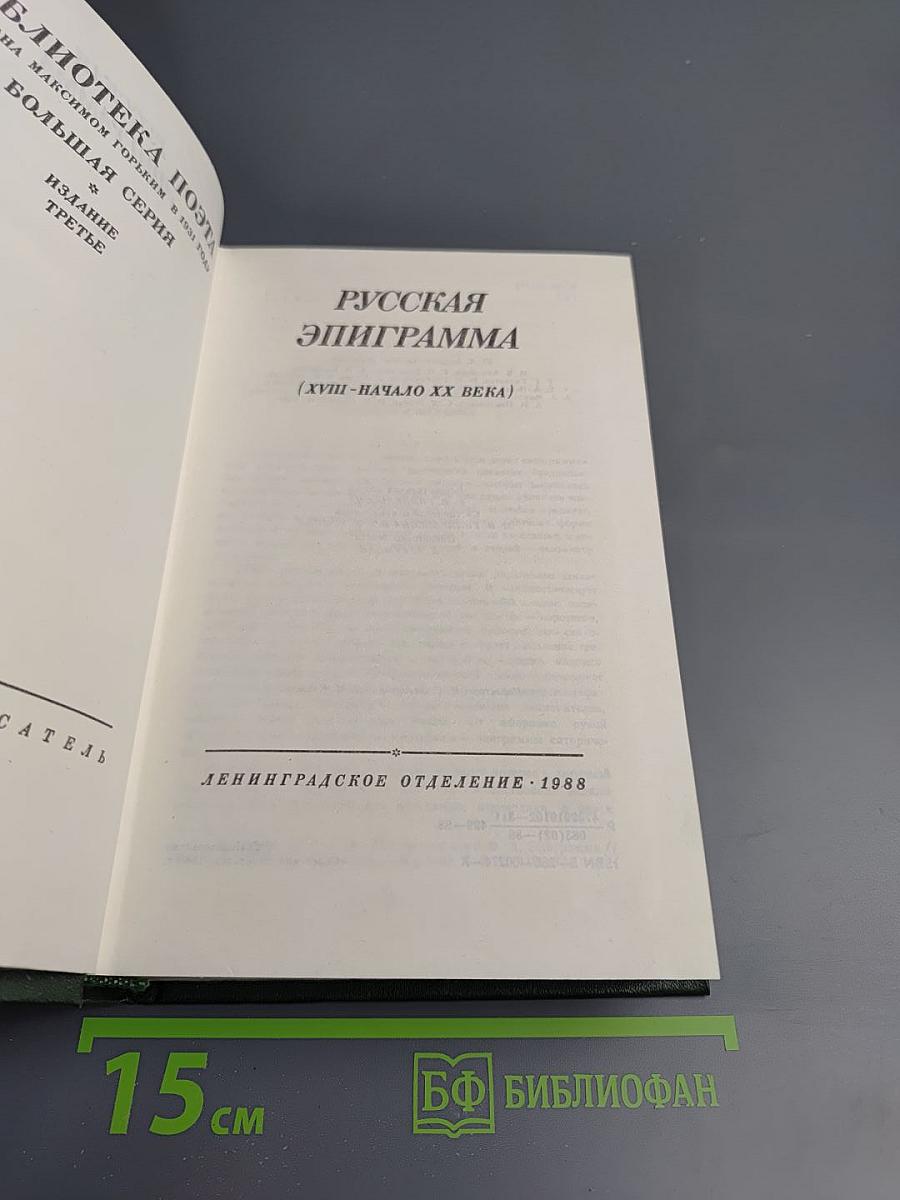 БЛИОТЕКА ПОЭТА
АНА МАКСИМОМ ГОРЬКИМ В 1931 ГОДУ
БОЛЬШАЯ СЕРИЯ
*
ИЗДАНИЕ
ТРЕТЬЕ
САТЕЛЬ
РУССКАЯ
ЭПИГРАММА
(XVIII-НАЧАЛО XX ВЕКА)
ЛЕНИНГРАДСКОЕ ОТДЕЛЕНИЕ · 1988
15 см
БФ БИБЛИОФАН